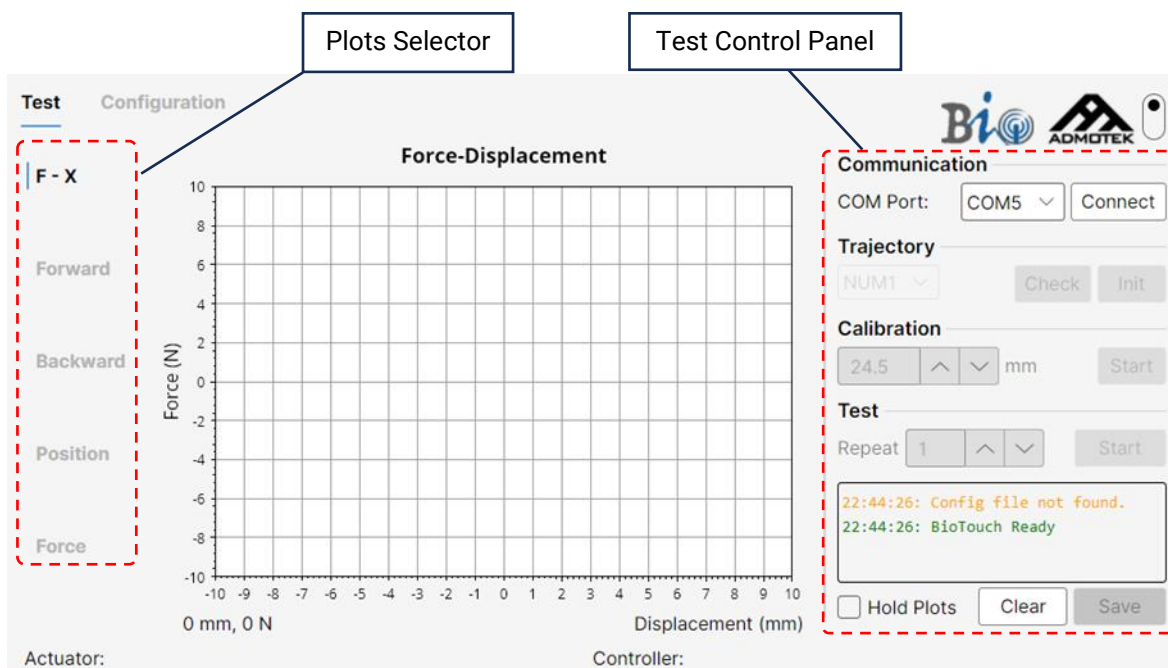 Plots Selector
Test Control Panel
Test Configuration
Bio
ADMOTEK
F - X
Forward
Backward
Position
Force
Force-Displacement
Force (N)
10
8
6
4
2
0
-2
-4
-6
-8
-10
-10 -9 -8 -7 -6 -5 -4 -3 -2 -1 0 1 2 3 4 5 6 7 8 9 10
0 mm, 0 N Displacement (mm)
Communication
COM Port: COM5 Connect
Trajectory
NUM1 Check Init
Calibration
24.5 mm Start
Test
Repeat 1 Start
22:44:26: Config file not found.
22:44:26: BioTouch Ready
Hold Plots Clear Save
Actuator: Controller: